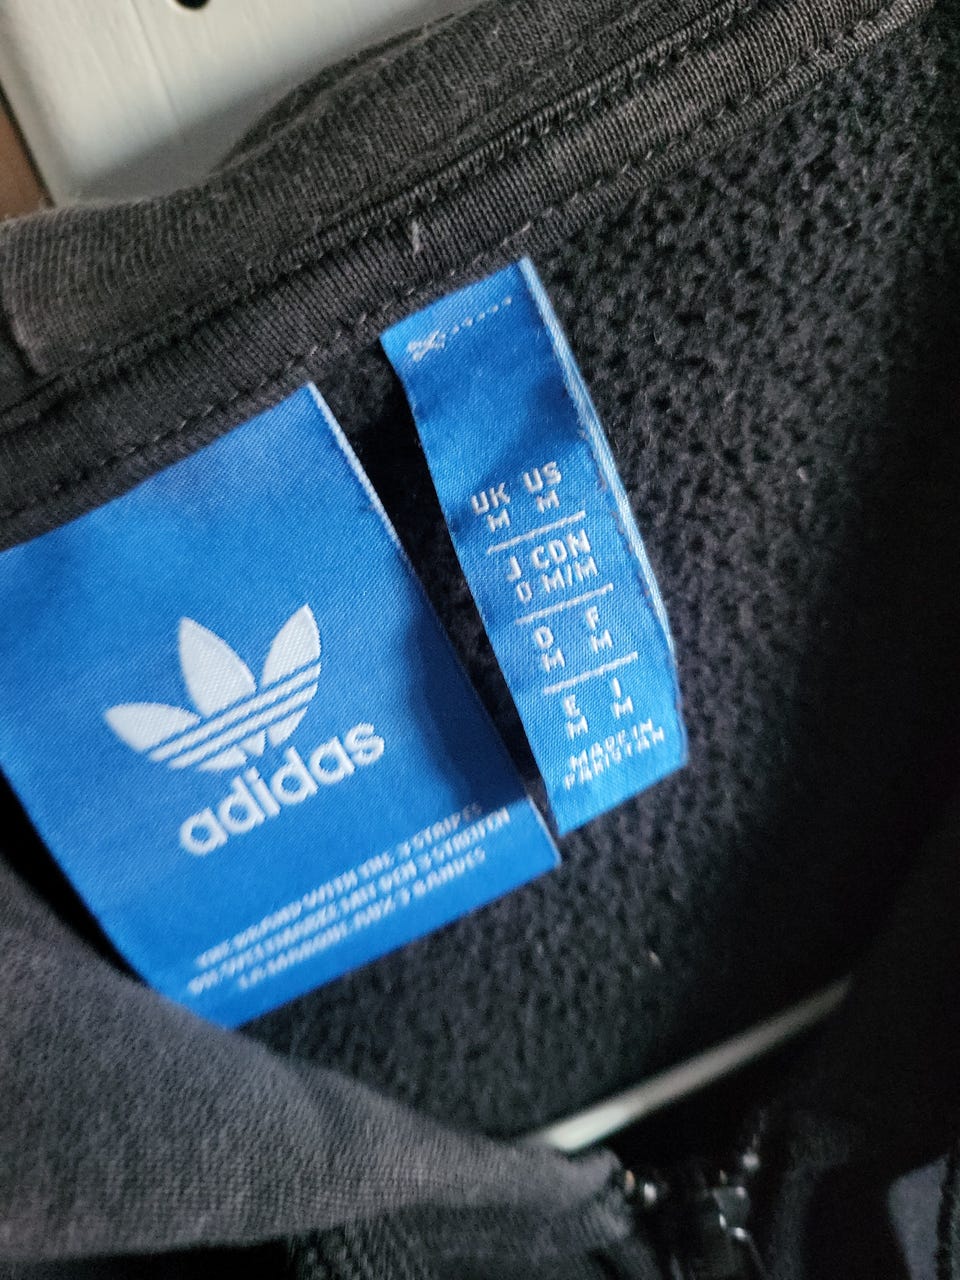 adidas
THE BRAND WITH THE 3 STRIPES
DIE WELTMARKE MIT DEN 3 STREIFEN
LA MARQUE AUX 3 BANDES
UK US
M M
J CDN
O M/M
D F
M M
E I
M M
MADE IN
PAKISTAN